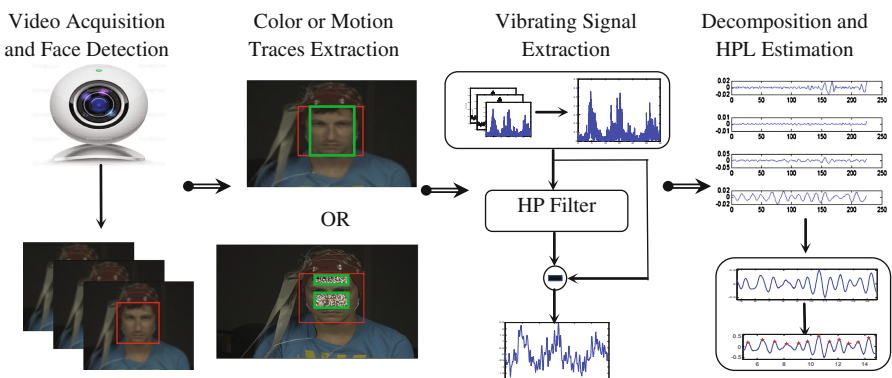 Video Acquisition
and Face Detection
Color or Motion
Traces Extraction
Vibrating Signal
Extraction
Decomposition and
HPL Estimation
OR
HP Filter
0.02
0
-0.02
0 50 100 150 200 250
0.01
0
-0.01
0 50 100 150 200 250
0.05
0
-0.05
0 50 100 150 200 250
0.02
0
-0.02
0 50 100 150 200 250
0.5
0
-0.5
6 8 10 12 14